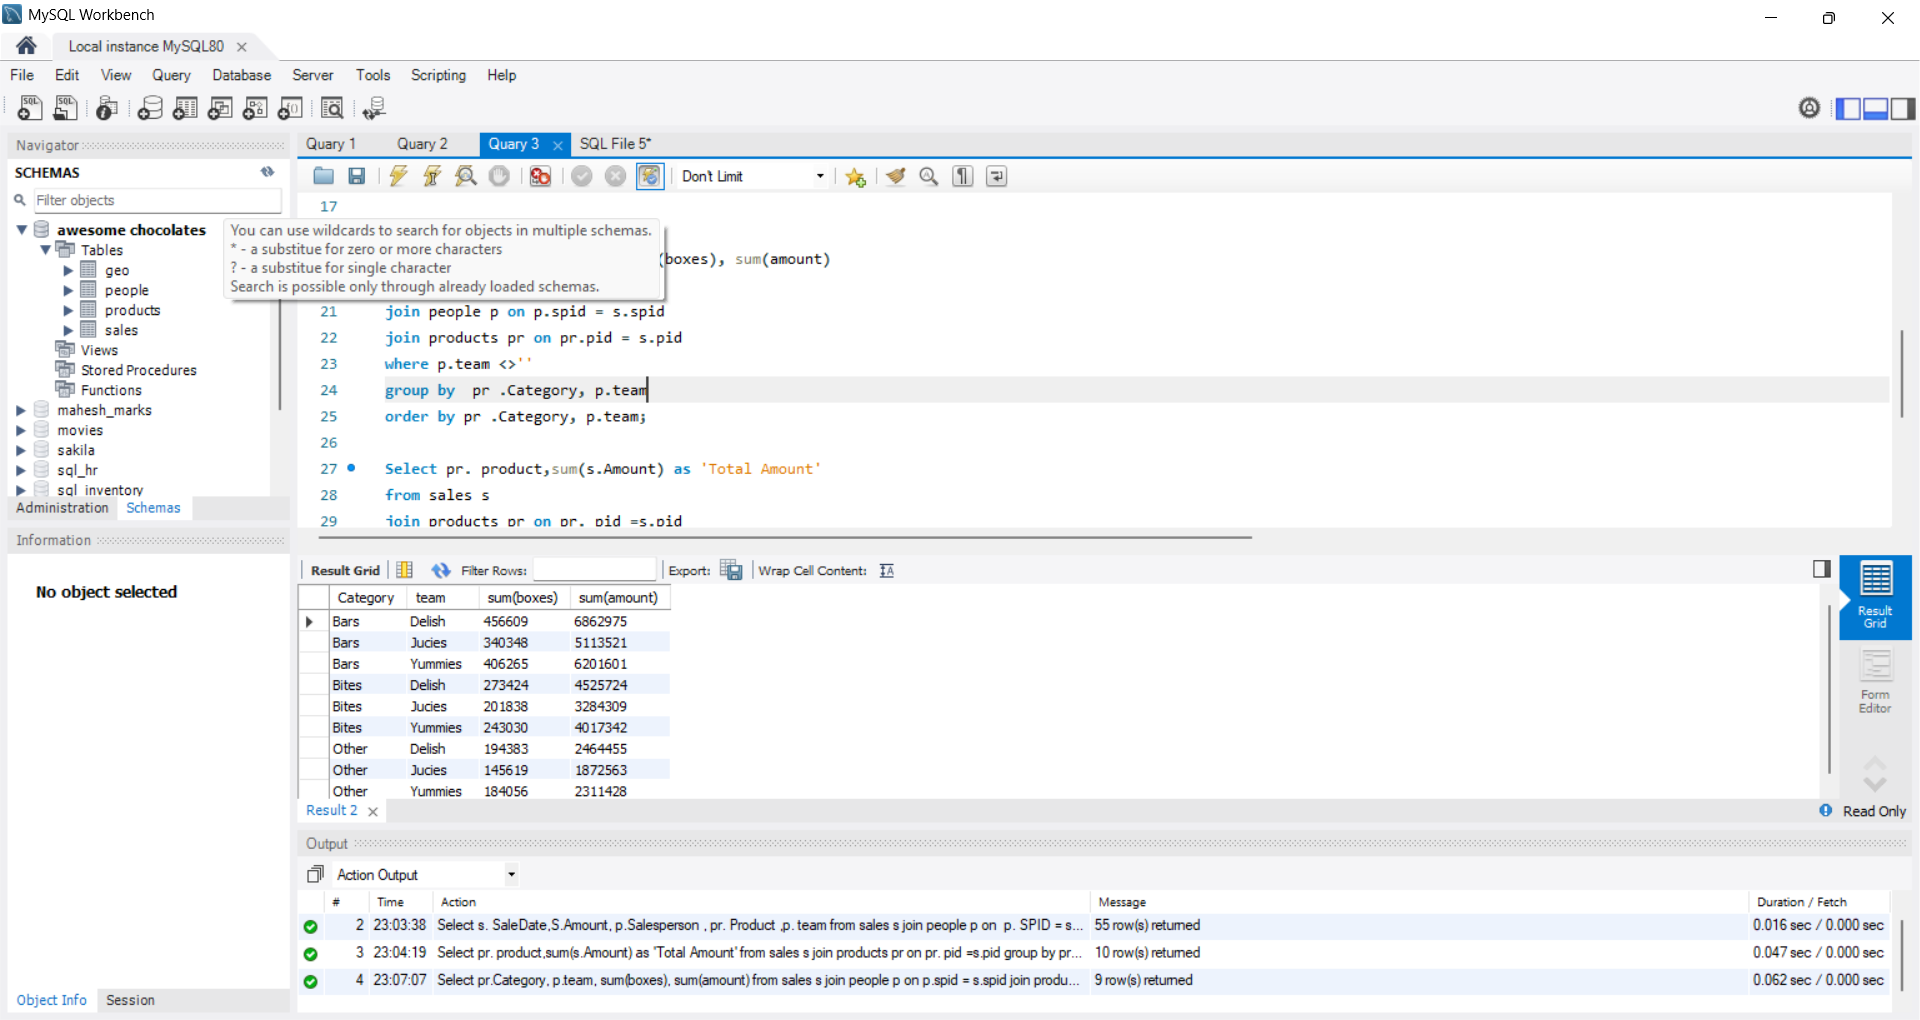 MySQL Workbench
Local instance MySQL80
File Edit View Query Database Server Tools Scripting Help
Navigator
SCHEMAS
Filter objects
awesome chocolates
Tables
geo
people
products
sales
Views
Stored Procedures
Functions
mahesh_marks
movies
sakila
sql_hr
sql_inventory
Administration Schemas
Information
No object selected
Object Info Session
You can use wildcards to search for objects in multiple schemas.
* - a substitue for zero or more characters
? - a substitue for single character
Search is possible only through already loaded schemas.
Quary 1 Quary 2 Quary 3 SQL File 5*
Don't Limit
17
(boxes), sum(amount)
21 join people p on p.spid = s.spid
22 join products pr on pr.pid = s.pid
23 where p.team <>''
24 group by pr .Category, p.team
25 order by pr .Category, p.team;
26
27 Select pr. product,sum(s.Amount) as 'Total Amount'
28 from sales s
29 join products pr on pr. pid =s.pid
Result Grid Filter Rows: Export: Wrap Cell Content:
Category team sum(boxes) sum(amount)
Bars Delish 456609 6862975
Bars Jucies 340348 5113521
Bars Yummies 406265 6201601
Bites Delish 273424 4525724
Bites Jucies 201838 3284309
Bites Yummies 243030 4017342
Other Delish 194383 2464455
Other Jucies 145619 1872563
Other Yummies 184056 2311428
Result Grid
Form Editor
Result 2
Read Only
Output
Action Output
# Time Action Message Duration / Fetch
2 23:03:38 Select s. SaleDate,S.Amount, p.Salesperson , pr. Product ,p. team from sales s join people p on p. SPID = s... 55 row(s) returned 0.016 sec / 0.000 sec
3 23:04:19 Select pr. product,sum(s.Amount) as 'Total Amount' from sales s join products pr on pr. pid =s.pid group by pr... 10 row(s) returned 0.047 sec / 0.000 sec
4 23:07:07 Select pr.Category, p.team, sum(boxes), sum(amount) from sales s join people p on p.spid = s.spid join produ... 9 row(s) returned 0.062 sec / 0.000 sec